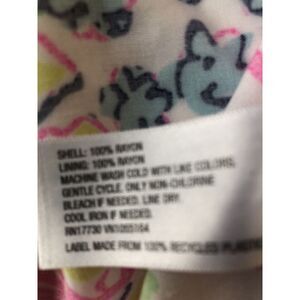 SHELL: 100% RAYON
LINING: 100% RAYON
MACHINE WASH COLD WITH LIKE COLORS,
GENTLE CYCLE. ONLY NON-CHLORINE
BLEACH IF NEEDED. LINE DRY.
COOL IRON IF NEEDED.
RN17730
LABEL MADE FROM 100% RECYCLED PLASTIC